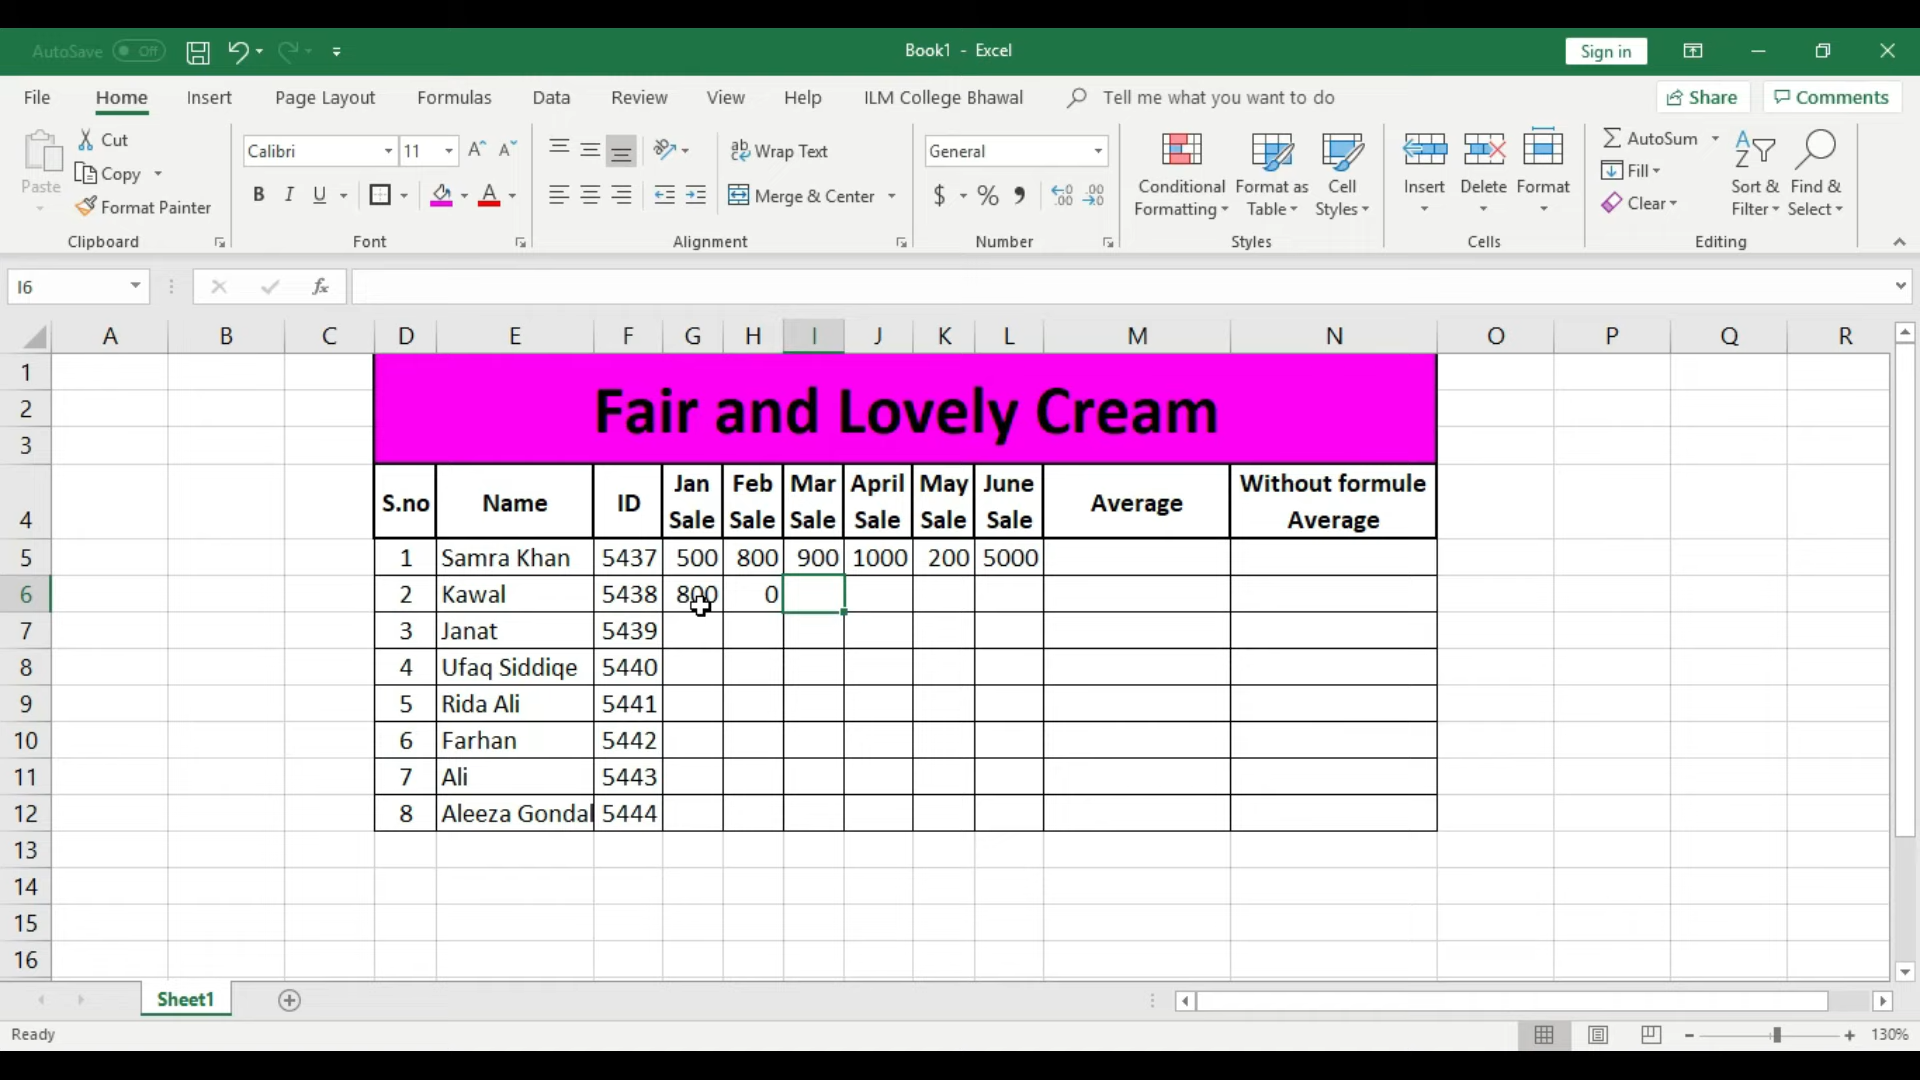 AutoSave Off
Book1 - Excel
Sign in
File Home Insert Page Layout Formulas Data Review View Help ILM College Bhawal Tell me what you want to do Share Comments
Paste
Cut
Copy
Format Painter
Clipboard
Calibri 11
B I U A
Font
Wrap Text
Merge & Center
Alignment
General
$ % ,
Number
Conditional Formatting
Format as Table
Cell Styles
Styles
Insert
Delete
Format
Cells
AutoSum
Fill
Clear
Sort & Filter
Find & Select
Editing
I6 fx
A B C D E F G H I J K L M N O P Q R
1
2 Fair and Lovely Cream
3
4 S.no Name ID Jan Sale Feb Sale Mar Sale April Sale May Sale June Sale Average Without formule Average
5 1 Samra Khan 5437 500 800 900 1000 200 5000
6 2 Kawal 5438 800 0
7 3 Janat 5439
8 4 Ufaq Siddiqe 5440
9 5 Rida Ali 5441
10 6 Farhan 5442
11 7 Ali 5443
12 8 Aleeza Gondal 5444
13
14
15
16
Sheet1
Ready
130%